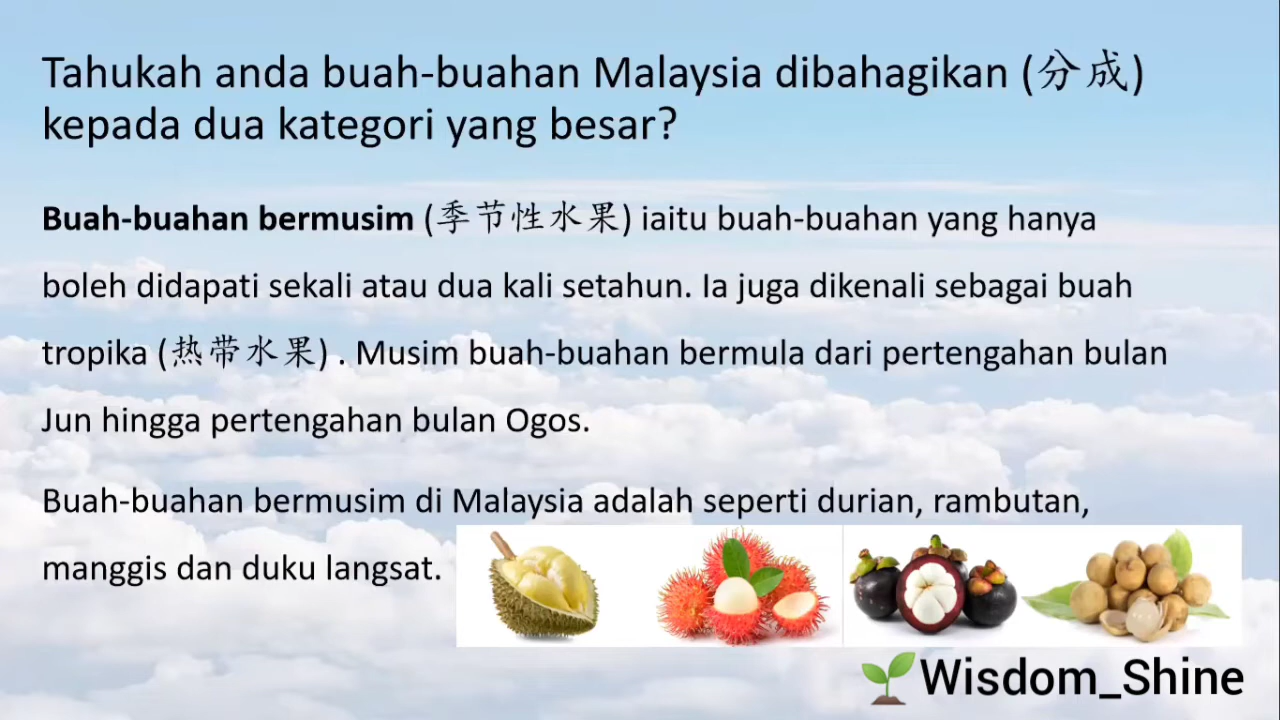 Tahukah anda buah-buahan Malaysia dibahagikan (分成)
kepada dua kategori yang besar?
Buah-buahan bermusim (季节性水果) iaitu buah-buahan yang hanya
boleh didapati sekali atau dua kali setahun. Ia juga dikenali sebagai buah
tropika (热带水果) . Musim buah-buahan bermula dari pertengahan bulan
Jun hingga pertengahan bulan Ogos.
Buah-buahan bermusim di Malaysia adalah seperti durian, rambutan,
manggis dan duku langsat.
Wisdom_Shine